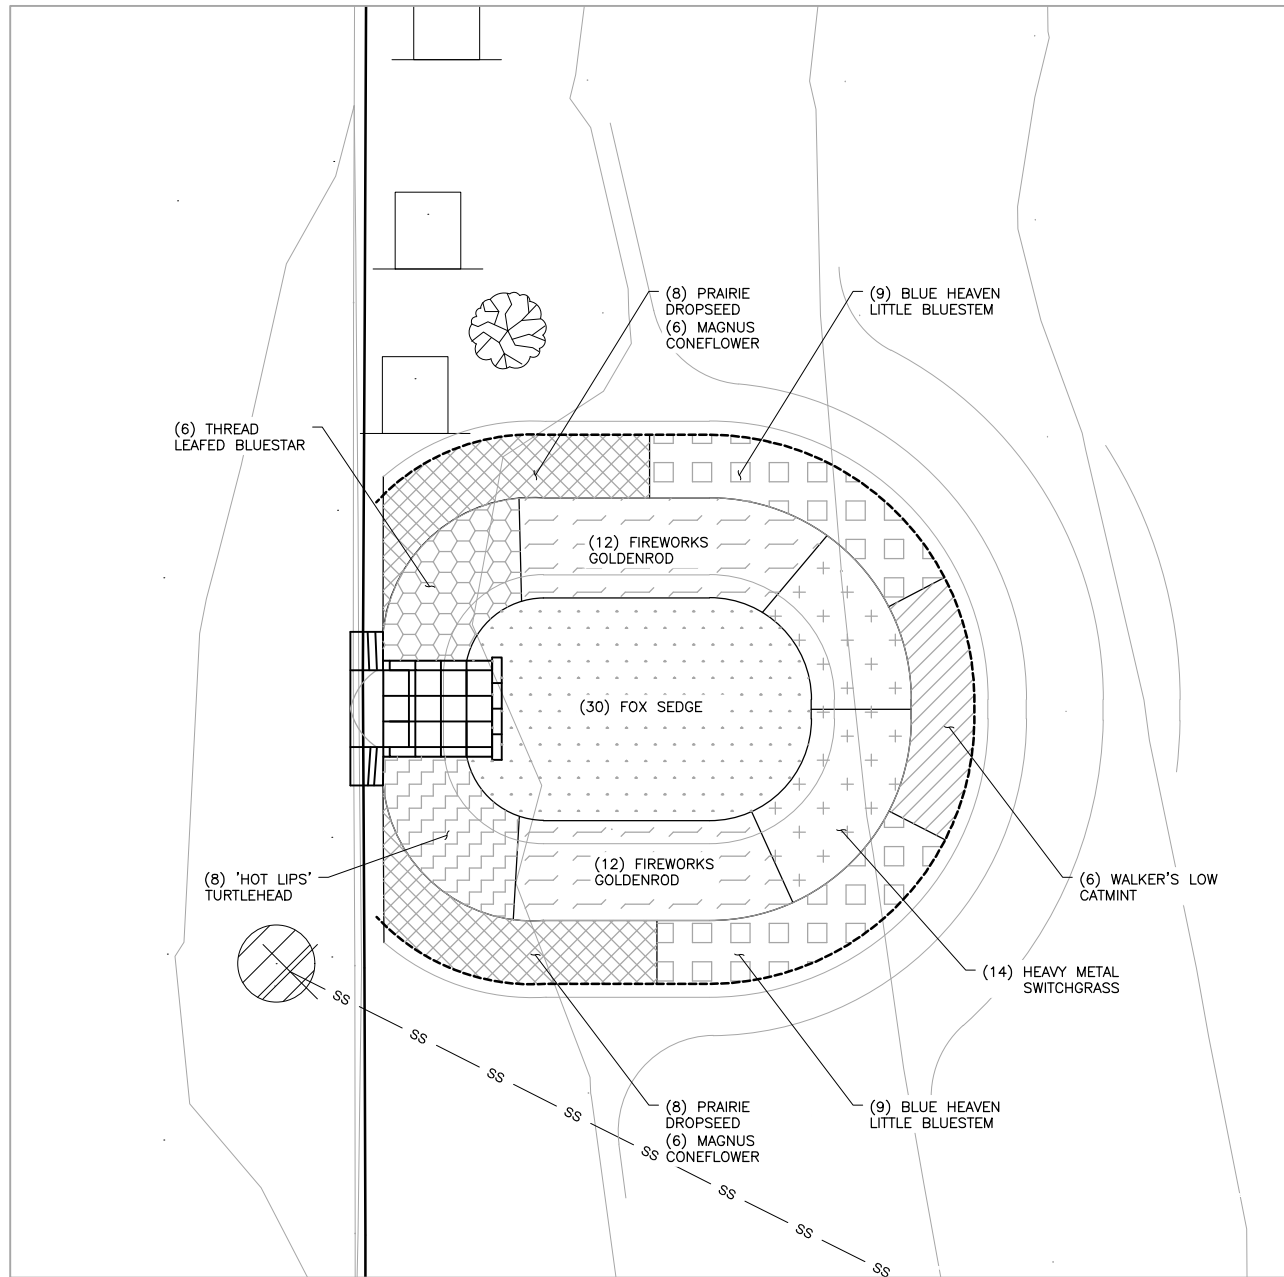 (8) PRAIRIE
DROPSEED
(6) MAGNUS
CONEFLOWER
(9) BLUE HEAVEN
LITTLE BLUESTEM
(6) THREAD
LEAFED BLUESTAR
(12) FIREWORKS
GOLDENROD
(30) FOX SEDGE
(12) FIREWORKS
GOLDENROD
(8) 'HOT LIPS'
TURTLEHEAD
(6) WALKER'S LOW
CATMINT
(14) HEAVY METAL
SWITCHGRASS
SS
SS
SS
SS
SS
SS
SS
SS
(8) PRAIRIE
DROPSEED
(6) MAGNUS
CONEFLOWER
(9) BLUE HEAVEN
LITTLE BLUESTEM